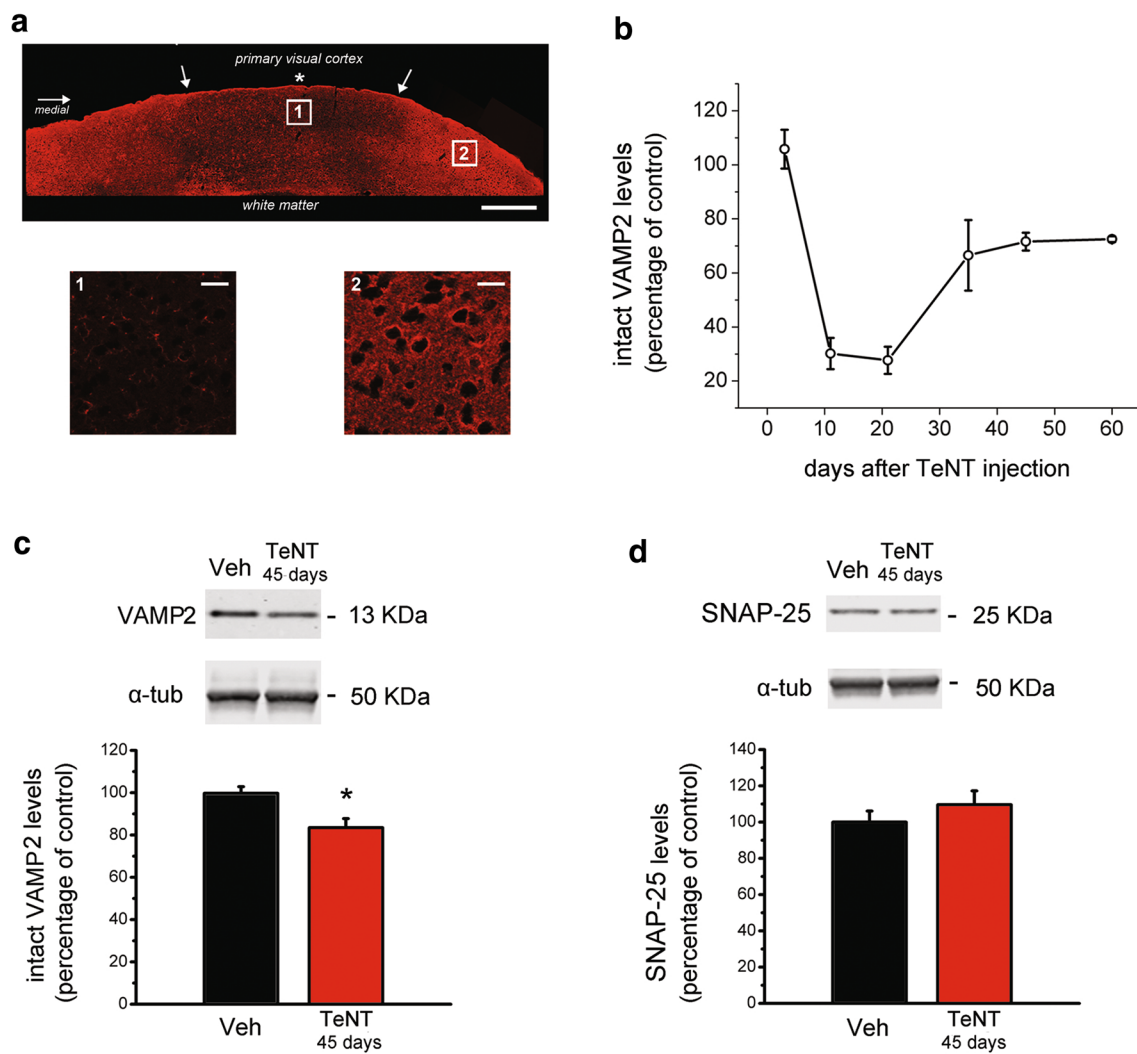 a
primary visual cortex
*
medial
1
2
white matter
1
2
b
intact VAMP2 levels
(percentage of control)
120
100
80
60
40
20
0 10 20 30 40 50 60
days after TeNT injection
c
Veh TeNT
45 days
VAMP2 - 13 KDa
α-tub - 50 KDa
intact VAMP2 levels
(percentage of control)
120
100
80
60
40
20
0
*
Veh TeNT
45 days
d
Veh TeNT
45 days
SNAP-25 - 25 KDa
α-tub - 50 KDa
SNAP-25 levels
(percentage of control)
140
120
100
80
60
40
20
0
Veh TeNT
45 days